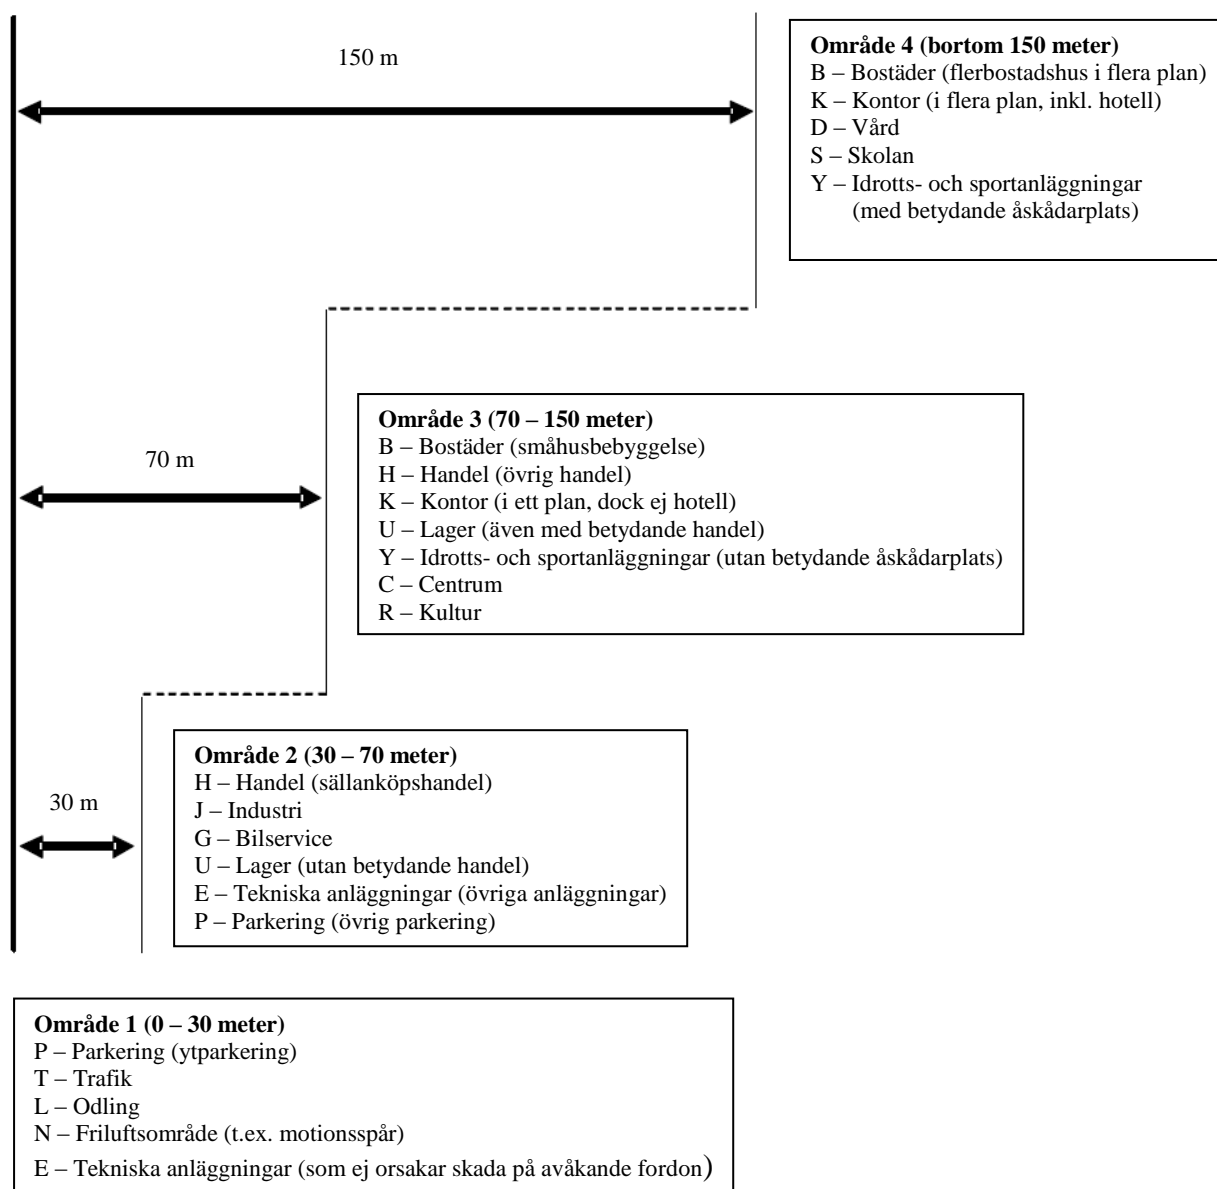 150 m
Område 4 (bortom 150 meter)
B – Bostäder (flerbostadshus i flera plan)
K – Kontor (i flera plan, inkl. hotell)
D – Vård
S – Skolan
Y – Idrotts- och sportanläggningar
(med betydande åskådarplats)
70 m
Område 3 (70 – 150 meter)
B – Bostäder (småhusbebyggelse)
H – Handel (övrig handel)
K – Kontor (i ett plan, dock ej hotell)
U – Lager (även med betydande handel)
Y – Idrotts- och sportanläggningar (utan betydande åskådarplats)
C – Centrum
R – Kultur
30 m
Område 2 (30 – 70 meter)
H – Handel (sällanköpshandel)
J – Industri
G – Bilservice
U – Lager (utan betydande handel)
E – Tekniska anläggningar (övriga anläggningar)
P – Parkering (övrig parkering)
Område 1 (0 – 30 meter)
P – Parkering (ytparkering)
T – Trafik
L – Odling
N – Friluftsområde (t.ex. motionsspår)
E – Tekniska anläggningar (som ej orsakar skada på avåkande fordon)